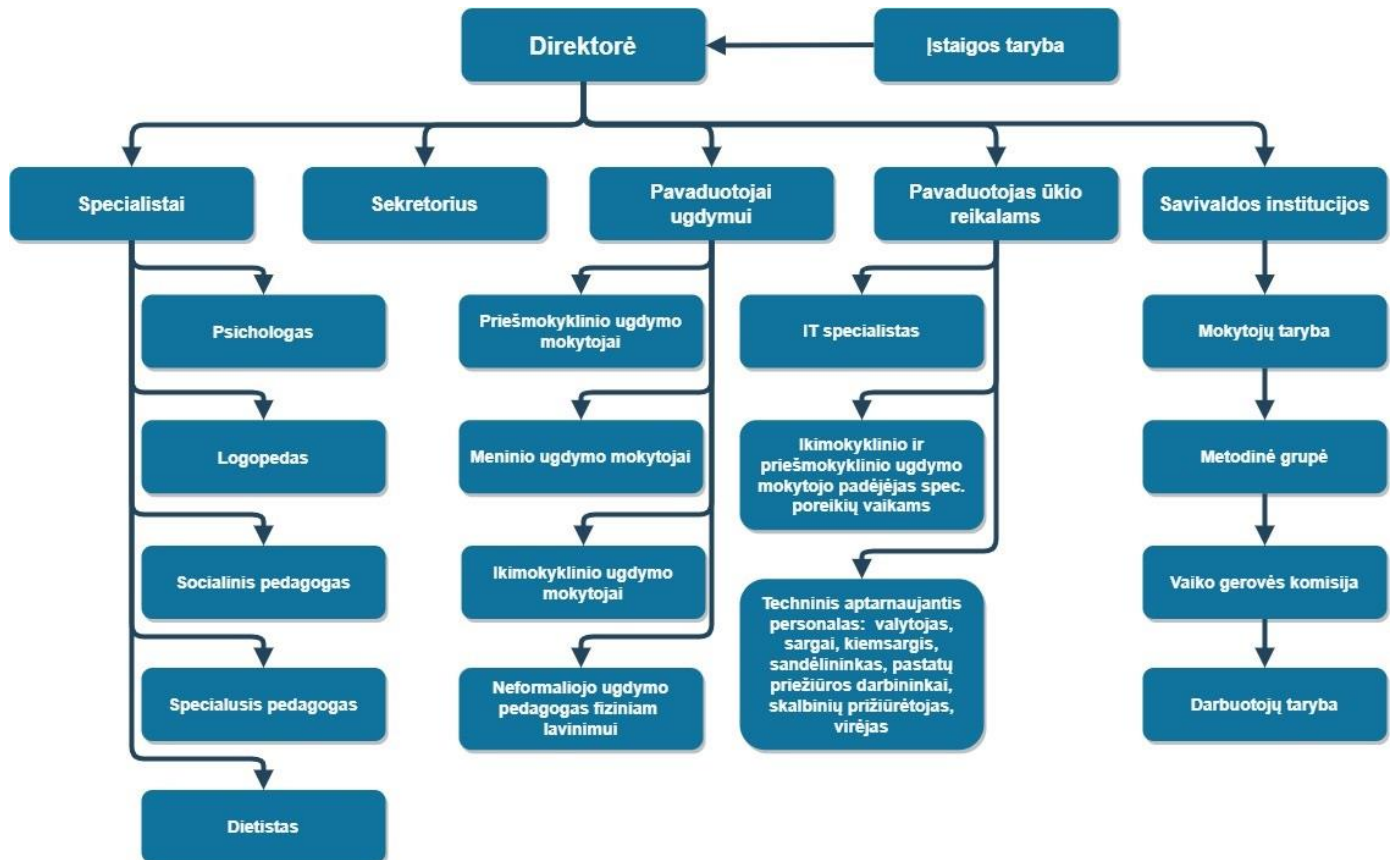 Direktorė
Įstaigos taryba
Specialistai
Sekretorius
Pavaduotojai
ugdymui
Pavaduotojas ūkio
reikalams
Savivaldos institucijos
Psichologas
Logopedas
Socialinis pedagogas
Specialusis pedagogas
Dietistas
Priešmokyklinio ugdymo
mokytojai
Meninio ugdymo mokytojai
Ikimokyklinio ugdymo
mokytojai
Neformaliojo ugdymo
pedagogas fiziniam
lavinimui
IT specialistas
Ikimokyklinio ir
priešmokyklinio ugdymo
mokytojo padėjėjas spec.
poreikių vaikams
Techninis aptarnaujantis
personalas: valytojas,
sargai, kiemsargis,
sandėlininkas, pastatų
priežiūros darbininkai,
skalbinių prižiūrėtojas,
virėjas
Mokytojų taryba
Metodinė grupė
Vaiko gerovės komisija
Darbuotojų taryba